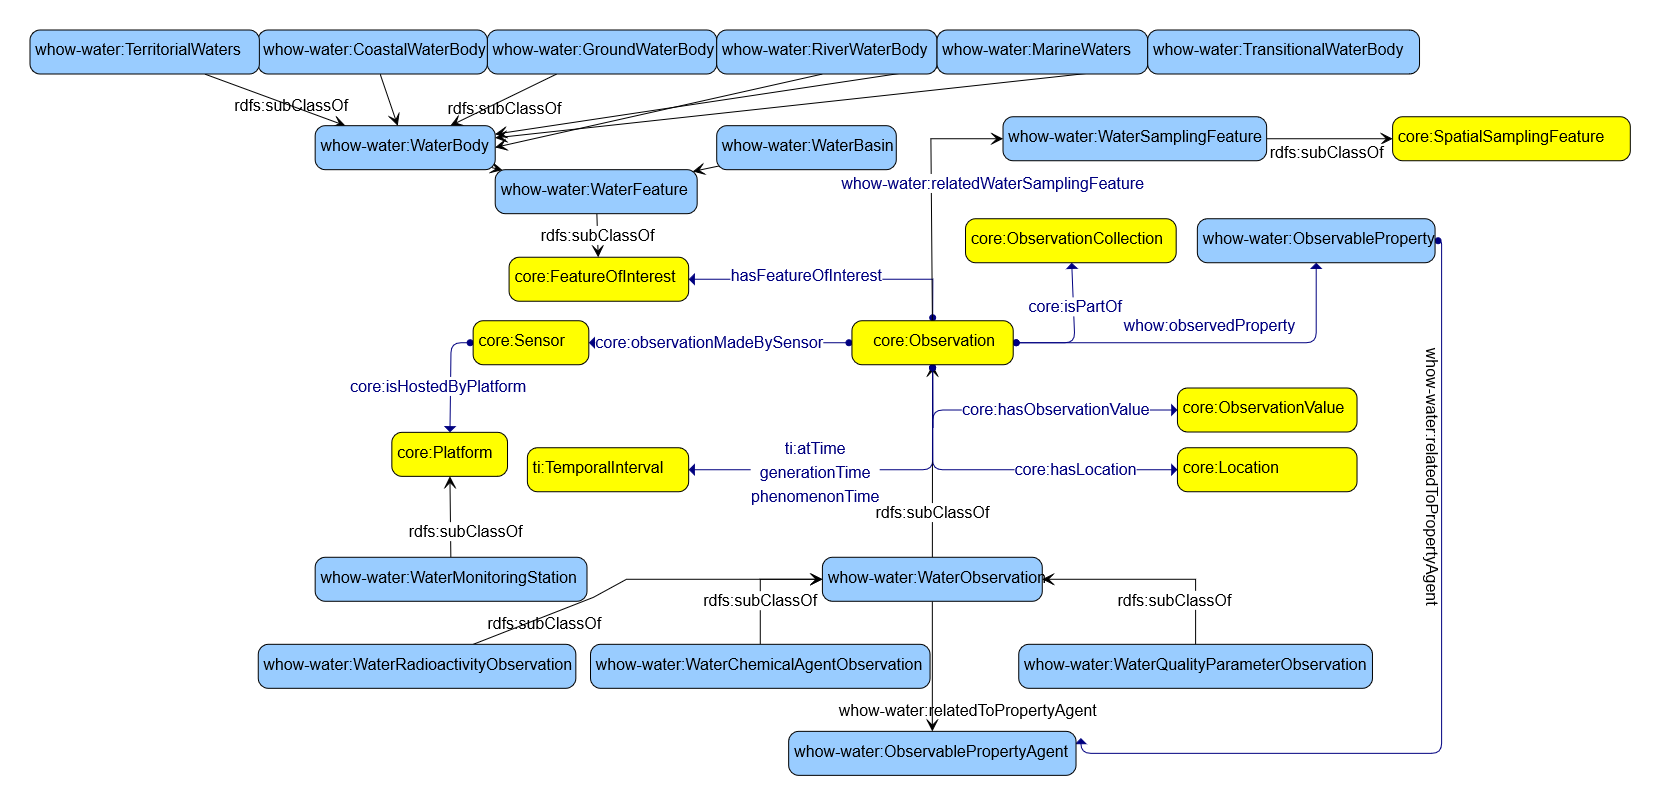 whow-water:TerritorialWaters
whow-water:CoastalWaterBody
whow-water:GroundWaterBody
whow-water:RiverWaterBody
whow-water:MarineWaters
whow-water:TransitionalWaterBody
rdfs:subClassOf
rdfs:subClassOf
whow-water:WaterBody
whow-water:WaterBasin
whow-water:WaterSamplingFeature
rdfs:subClassOf
core:SpatialSamplingFeature
whow-water:WaterFeature
whow-water:relatedWaterSamplingFeature
rdfs:subClassOf
core:ObservationCollection
whow-water:ObservableProperty
core:FeatureOfInterest
hasFeatureOfInterest
core:isPartOf
whow:observedProperty
core:Sensor
core:observationMadeBySensor
core:Observation
core:isHostedByPlatform
core:hasObservationValue
core:ObservationValue
whow-water:relatedToPropertyAgent
core:Platform
ti:TemporalInterval
ti:atTime
generationTime
phenomenonTime
core:hasLocation
core:Location
rdfs:subClassOf
rdfs:subClassOf
whow-water:WaterMonitoringStation
whow-water:WaterObservation
rdfs:subClassOf
rdfs:subClassOf
rdfs:subClassOf
whow-water:WaterRadioactivityObservation
whow-water:WaterChemicalAgentObservation
whow-water:WaterQualityParameterObservation
whow-water:relatedToPropertyAgent
whow-water:ObservablePropertyAgent